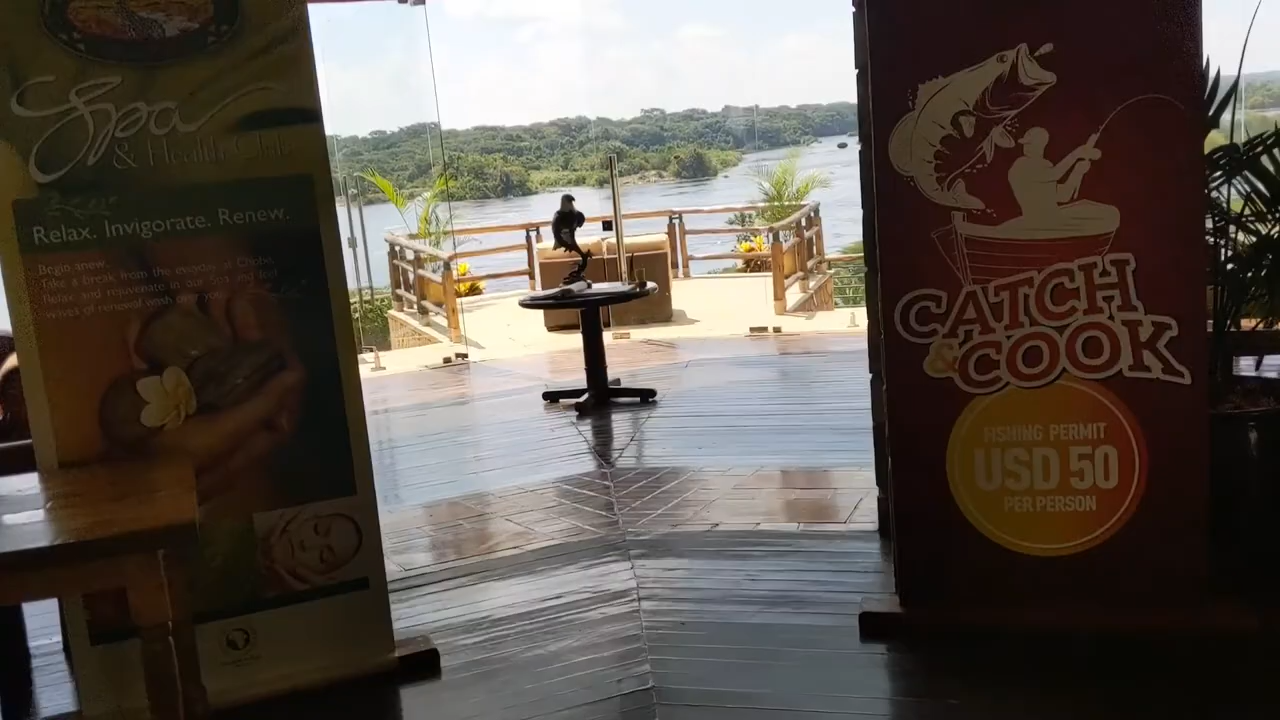 Spa
& Health Club
Relax. Invigorate. Renew.
Begin anew.
Take a break from the everyday at Chobe.
Relax and rejuvenate in our Spa and feel
waves of renewal wash over you.
CATCH
& COOK
FISHING PERMIT
USD 50
PER PERSON